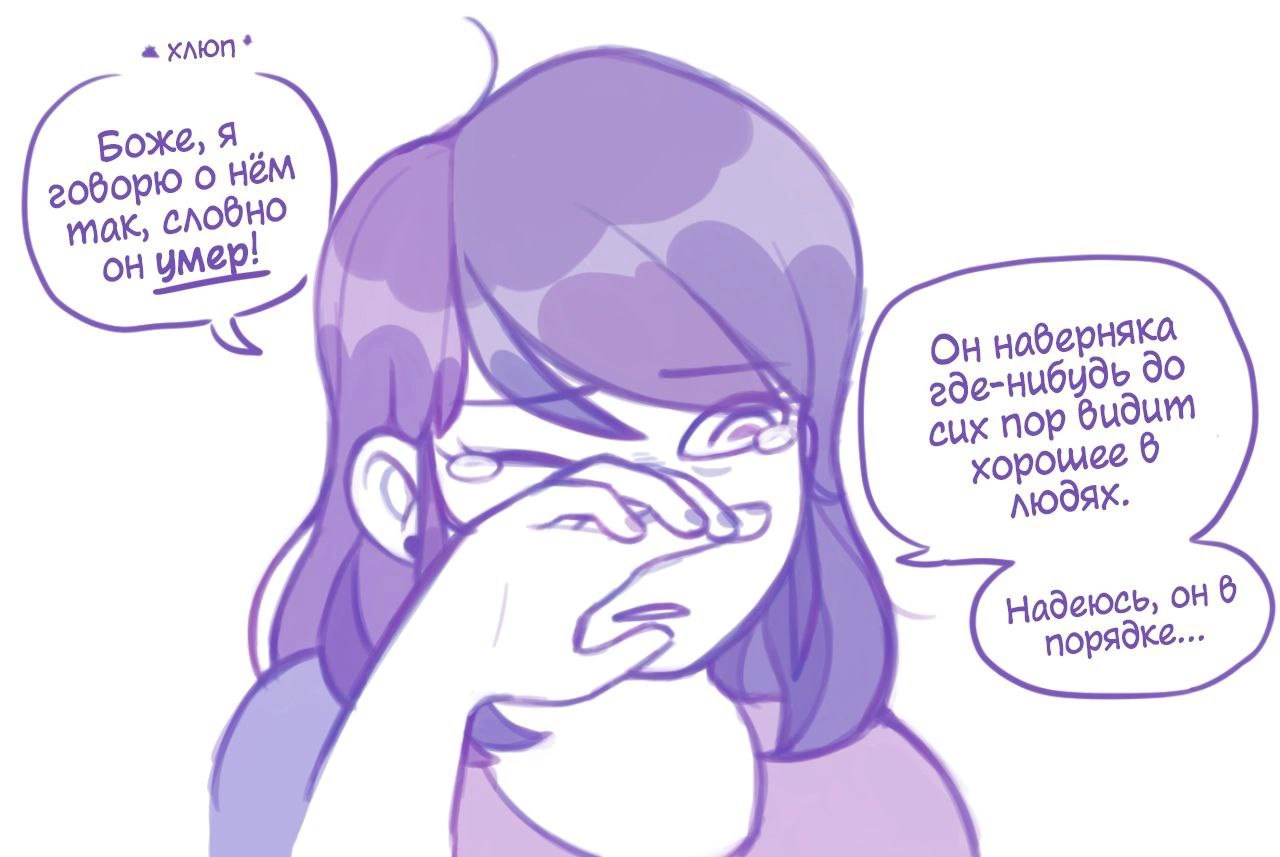 * хлюп *
Боже, я
говорю о нём
так, словно
он умер!
Он наверняка
где-нибудь до
сих пор видит
хорошее в
людях.
Надеюсь, он в
порядке...